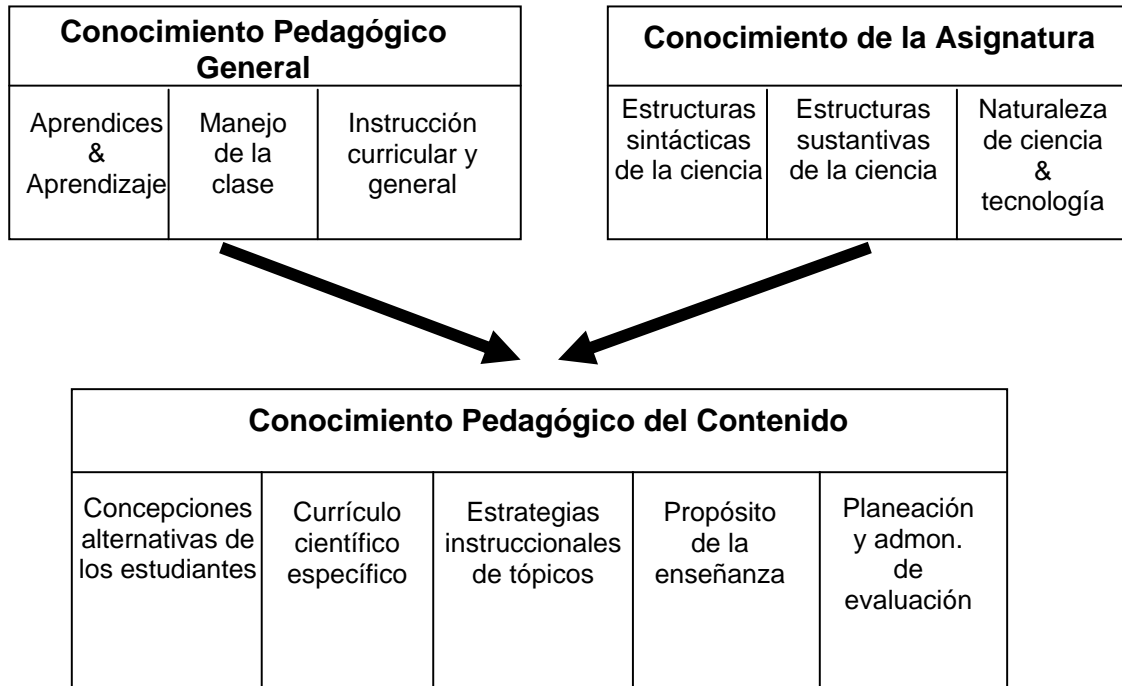 Conocimiento Pedagógico
General
Aprendices
&
Aprendizaje
Manejo
de la
clase
Instrucción
curricular y
general
Conocimiento de la Asignatura
Estructuras
sintácticas
de la ciencia
Estructuras
sustantivas
de la ciencia
Naturaleza
de ciencia
&
tecnología
Conocimiento Pedagógico del Contenido
Concepciones
alternativas de
los estudiantes
Currículo
científico
específico
Estrategias
instruccionales
de tópicos
Propósito
de la
enseñanza
Planeación
y admon.
de
evaluación